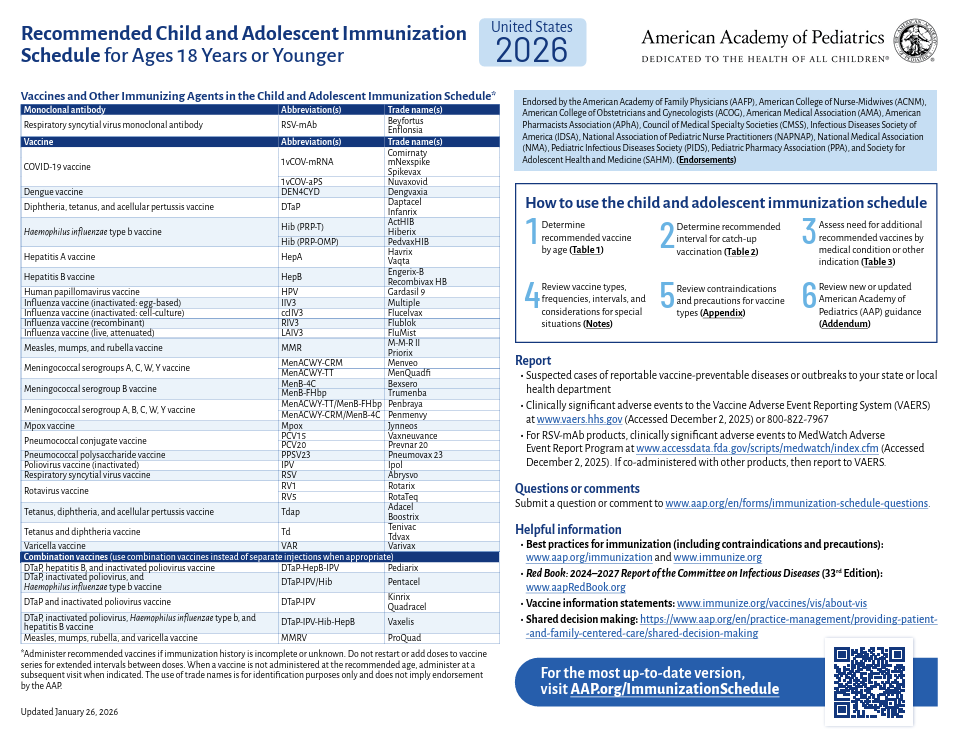 Recommended Child and Adolescent Immunization
Schedule for Ages 18 Years or Younger
United States
2026
American Academy of Pediatrics
DEDICATED TO THE HEALTH OF ALL CHILDREN®
Vaccines and Other Immunizing Agents in the Child and Adolescent Immunization Schedule*
Monoclonal antibody Abbreviation(s) Trade name(s)
Respiratory syncytial virus monoclonal antibody RSV-mAb Beyfortus
Enflonsia
Vaccine Abbreviation(s) Trade name(s)
COVID-19 vaccine 1vCOV-mRNA Comirnaty
mNexspike
Spikevax
1vCOV-aPS Nuvaxovid
Dengue vaccine DEN4CYD Dengvaxia
Diphtheria, tetanus, and acellular pertussis vaccine DTaP Daptacel
Infanrix
Haemophilus influenzae type b vaccine Hib (PRP-T) ActHIB
Hiberix
Hib (PRP-OMP) PedvaxHIB
Hepatitis A vaccine HepA Havrix
Vaqta
Hepatitis B vaccine HepB Engerix-B
Recombivax HB
Human papillomavirus vaccine HPV Gardasil 9
Influenza vaccine (inactivated: egg-based) IIV3 Multiple
Influenza vaccine (inactivated: cell-culture) ccIIV3 Flucelvax
Influenza vaccine (recombinant) RIV3 Flublok
Influenza vaccine (live, attenuated) LAIV3 FluMist
Measles, mumps, and rubella vaccine MMR M-M-R II
Priorix
Meningococcal serogroups A, C, W, Y vaccine MenACWY-CRM Menveo
MenACWY-TT MenQuadfi
Meningococcal serogroup B vaccine MenB-4C Bexsero
MenB-FHbp Trumenba
Meningococcal serogroup A, B, C, W, Y vaccine MenACWY-TT/MenB-FHbp Penbraya
MenACWY-CRM/MenB-4C Penmenvy
Mpox vaccine Mpox Jynneos
Pneumococcal conjugate vaccine PCV15 Vaxneuvance
PCV20 Prevnar 20
Pneumococcal polysaccharide vaccine PPSV23 Pneumovax 23
Poliovirus vaccine (inactivated) IPV Ipol
Respiratory syncytial virus vaccine RSV Abrysvo
Rotavirus vaccine RV1 Rotarix
RV5 RotaTeq
Tetanus, diphtheria, and acellular pertussis vaccine Tdap Adacel
Boostrix
Tetanus and diphtheria vaccine Td Tenivac
Tdvax
Varicella vaccine VAR Varivax
Combination vaccines (use combination vaccines instead of separate injections when appropriate)
DTaP, hepatitis B, and inactivated poliovirus vaccine DTaP-HepB-IPV Pediarix
DTaP, inactivated poliovirus, and
Haemophilus influenzae type b vaccine DTaP-IPV/Hib Pentacel
DTaP and inactivated poliovirus vaccine DTaP-IPV Kinrix
Quadracel
DTaP, inactivated poliovirus, Haemophilus influenzae type b, and
hepatitis B vaccine DTaP-IPV-Hib-HepB Vaxelis
Measles, mumps, rubella, and varicella vaccine MMRV ProQuad
*Administer recommended vaccines if immunization history is incomplete or unknown. Do not restart or add doses to vaccine
series for extended intervals between doses. When a vaccine is not administered at the recommended age, administer at a
subsequent visit when indicated. The use of trade names is for identification purposes only and does not imply endorsement
by the AAP.
Updated January 26, 2026
Endorsed by the American Academy of Family Physicians (AAFP), American College of Nurse-Midwives (ACNM),
American College of Obstetricians and Gynecologists (ACOG), American Medical Association (AMA), American
Pharmacists Association (APhA), Council of Medical Specialty Societies (CMSS), Infectious Diseases Society of
America (IDSA), National Association of Pediatric Nurse Practitioners (NAPNAP), National Medical Association
(NMA), Pediatric Infectious Diseases Society (PIDS), Pediatric Pharmacy Association (PPA), and Society for
Adolescent Health and Medicine (SAHM). (Endorsements)
How to use the child and adolescent immunization schedule
1 Determine
recommended vaccine
by age (Table 1)
2 Determine recommended
interval for catch-up
vaccination (Table 2)
3 Assess need for additional
recommended vaccines by
medical condition or other
indication (Table 3)
4 Review vaccine types,
frequencies, intervals, and
considerations for special
situations (Notes)
5 Review contraindications
and precautions for vaccine
types (Appendix)
6 Review new or updated
American Academy of
Pediatrics (AAP) guidance
(Addendum)
Report
• Suspected cases of reportable vaccine-preventable diseases or outbreaks to your state or local
health department
• Clinically significant adverse events to the Vaccine Adverse Event Reporting System (VAERS)
at www.vaers.hhs.gov (Accessed December 2, 2025) or 800-822-7967
• For RSV-mAb products, clinically significant adverse events to MedWatch Adverse
Event Report Program at www.accessdata.fda.gov/scripts/medwatch/index.cfm (Accessed
December 2, 2025). If co-administered with other products, then report to VAERS.
Questions or comments
Submit a question or comment to www.aap.org/en/forms/immunization-schedule-questions.
Helpful information
• Best practices for immunization (including contraindications and precautions):
www.aap.org/immunization and www.immunize.org
• Red Book: 2024–2027 Report of the Committee on Infectious Diseases (33rd Edition):
www.aapRedBook.org
• Vaccine information statements: www.immunize.org/vaccines/vis/about-vis
• Shared decision making: https://www.aap.org/en/practice-management/providing-patient-
-and-family-centered-care/shared-decision-making
For the most up-to-date version,
visit AAP.org/ImmunizationSchedule